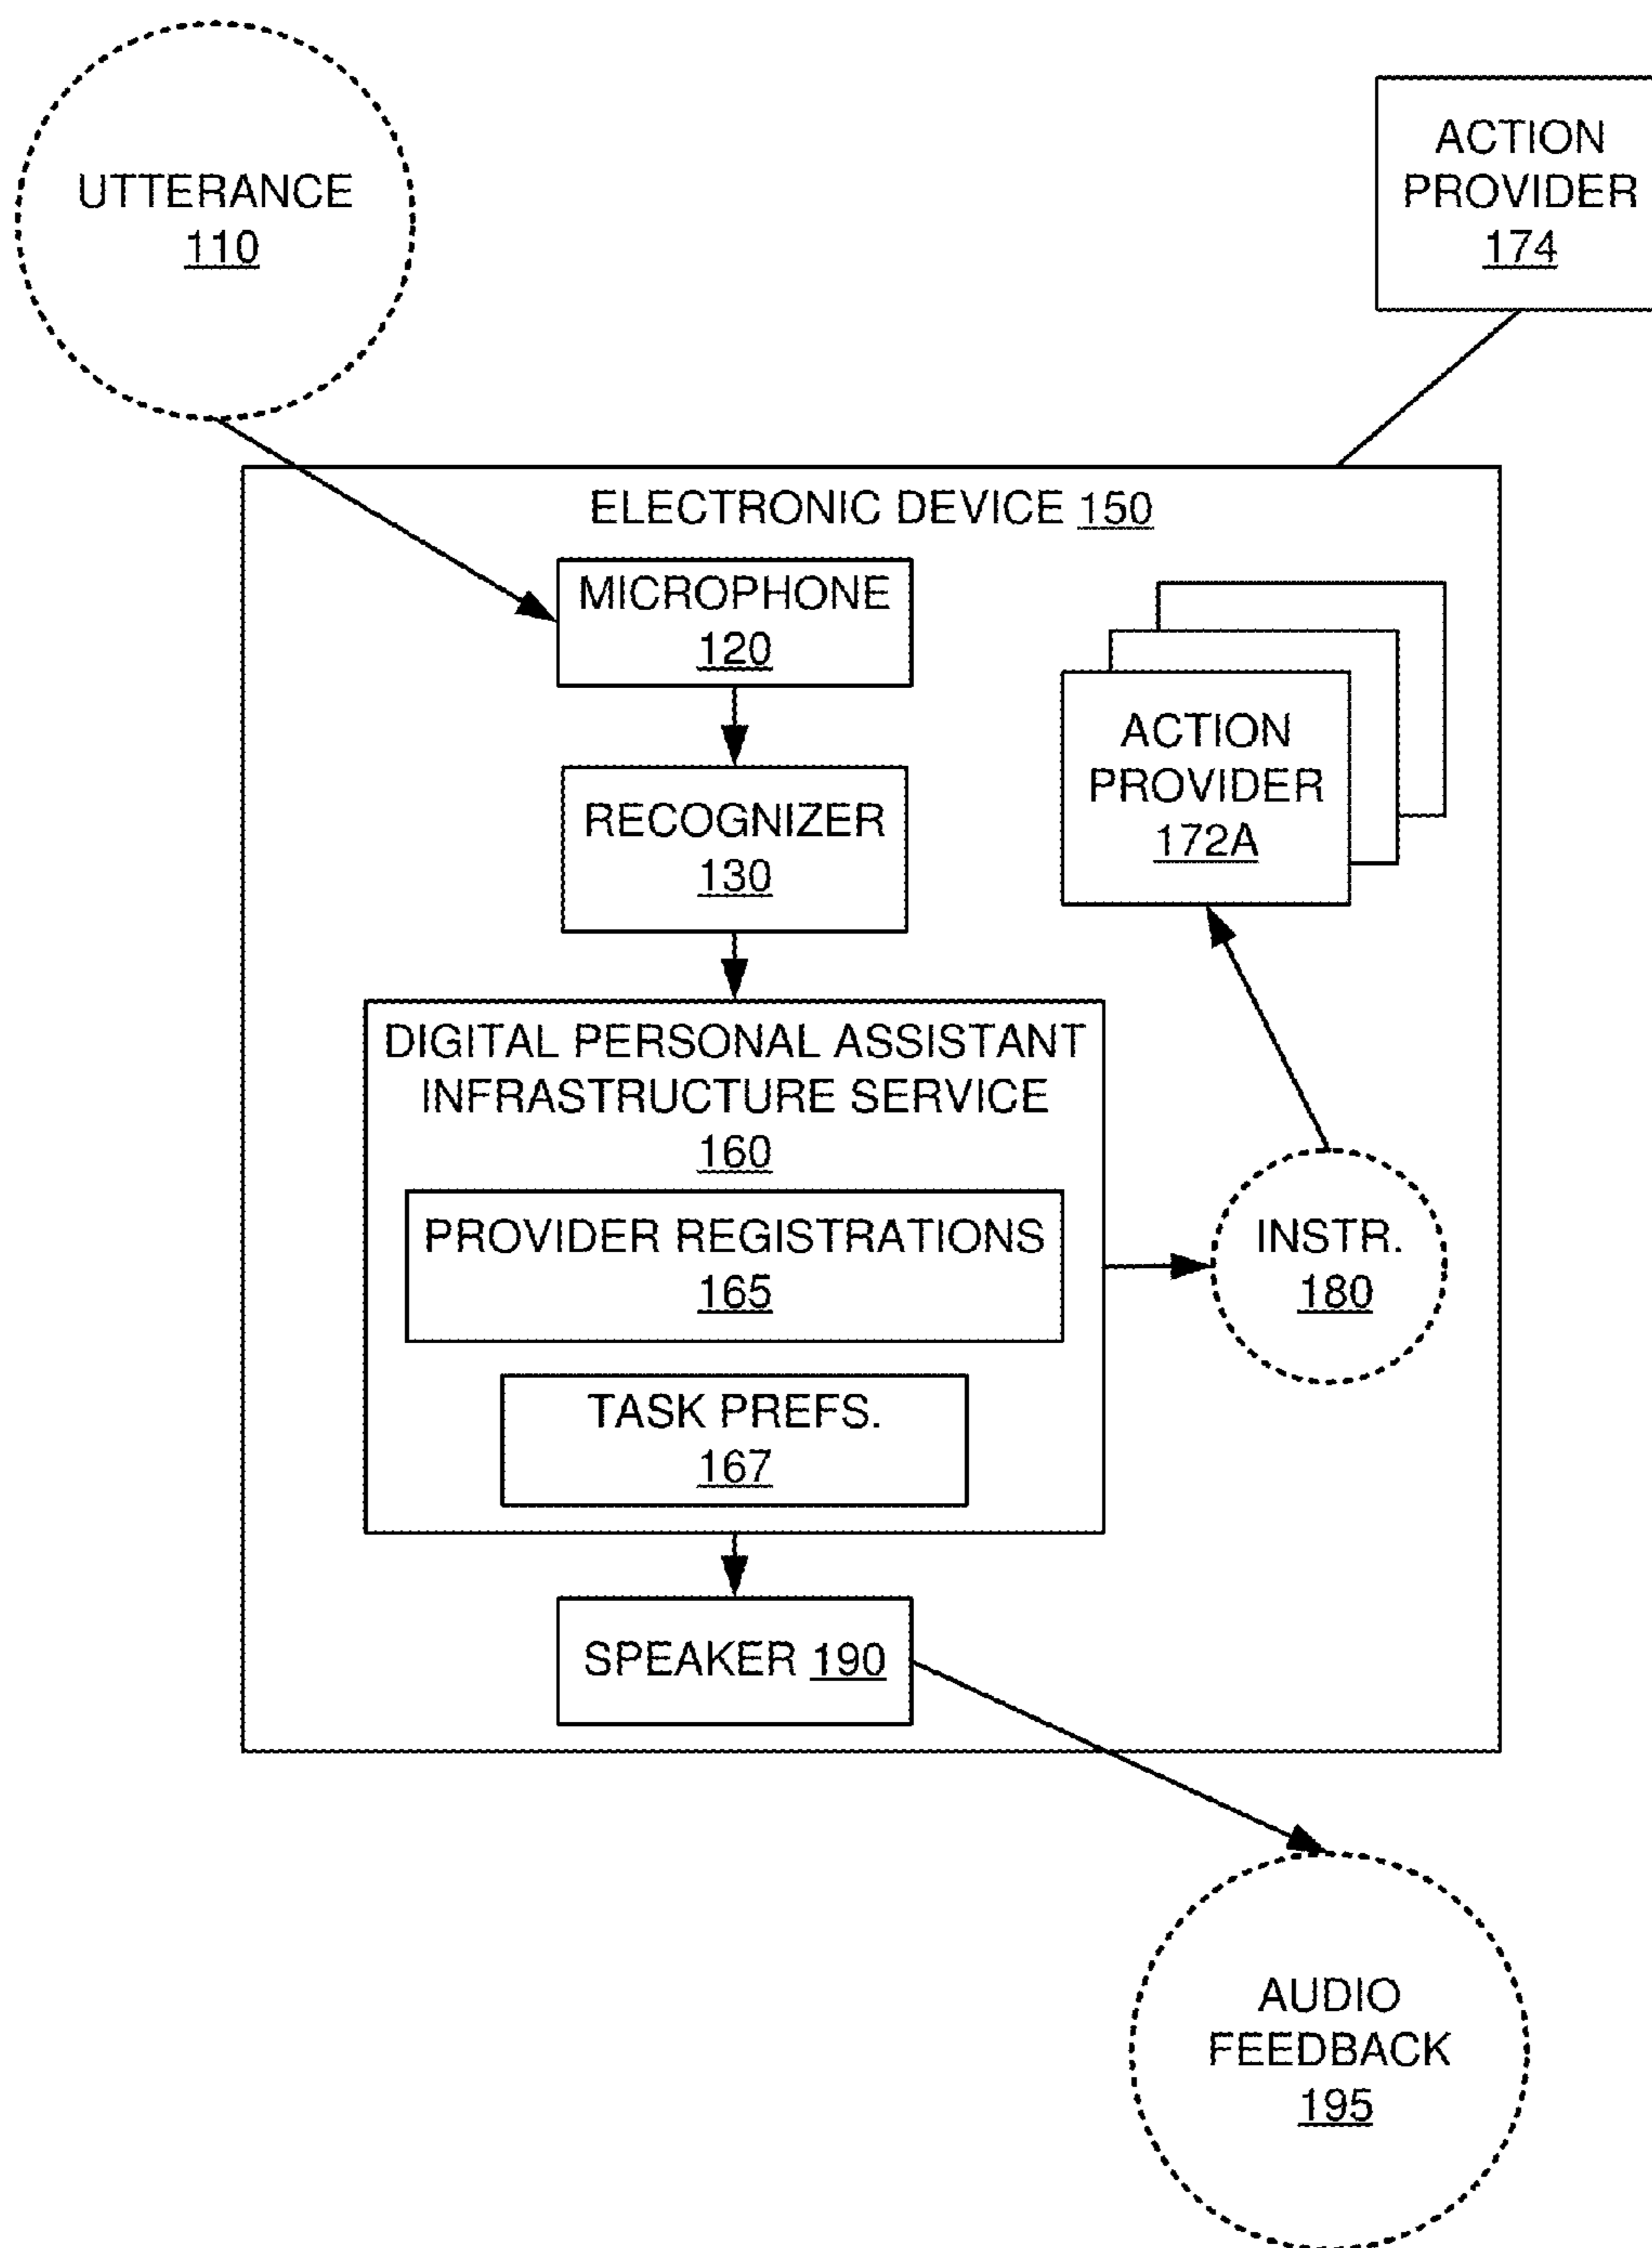 UTTERANCE
110
ACTION
PROVIDER
174
ELECTRONIC DEVICE 150
MICROPHONE
120
RECOGNIZER
130
ACTION
PROVIDER
172A
DIGITAL PERSONAL ASSISTANT
INFRASTRUCTURE SERVICE
160
PROVIDER REGISTRATIONS
165
INSTR.
180
TASK PREFS.
167
SPEAKER 190
AUDIO
FEEDBACK
195